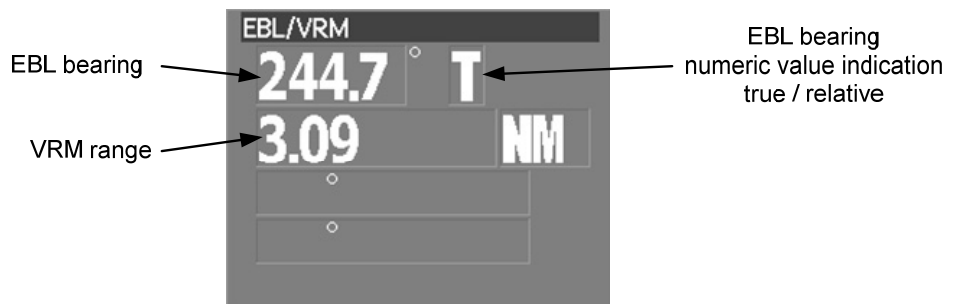 EBL/VRM
EBL bearing
244.7° T
EBL bearing
numeric value indication
true / relative
VRM range
3.09 NM
°
°